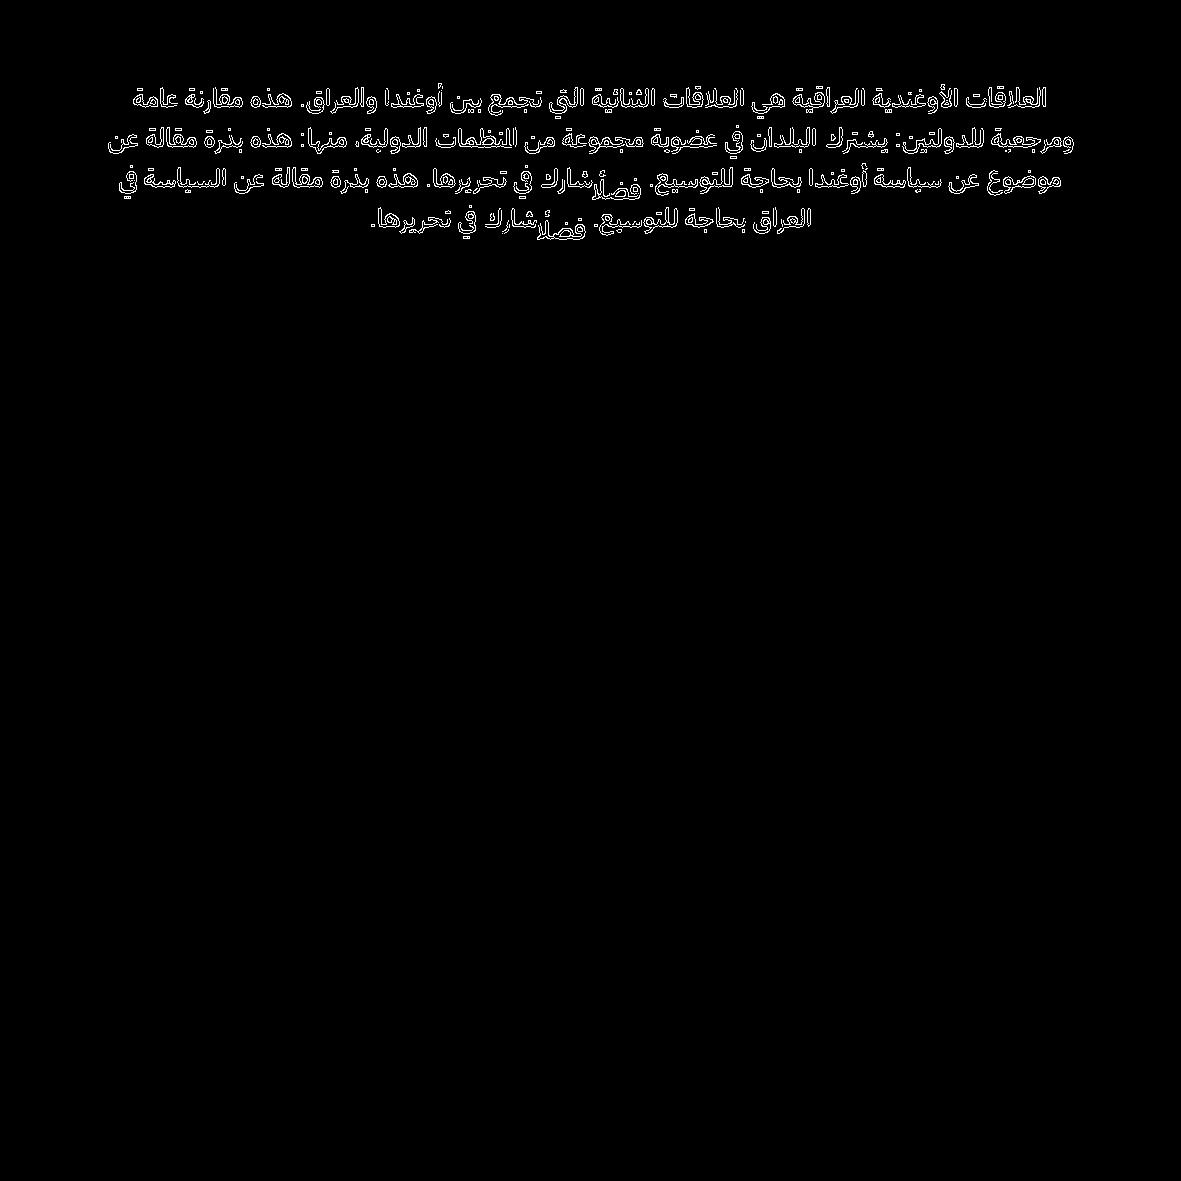 العلاقات الأوغندية العراقية هي العلاقات الثنائية التي تجمع بين أوغندا والعراق. هذه مقارنة عامة
ومرجعية للدولتين: يشترك البلدان في عضوية مجموعة من المنظمات الدولية، منها: هذه بذرة مقالة عن
موضوع عن سياسة أوغندا بحاجة للتوسيع. فضلًا شارك في تحريرها. هذه بذرة مقالة عن السياسة في
العراق بحاجة للتوسيع. فضلًا شارك في تحريرها.